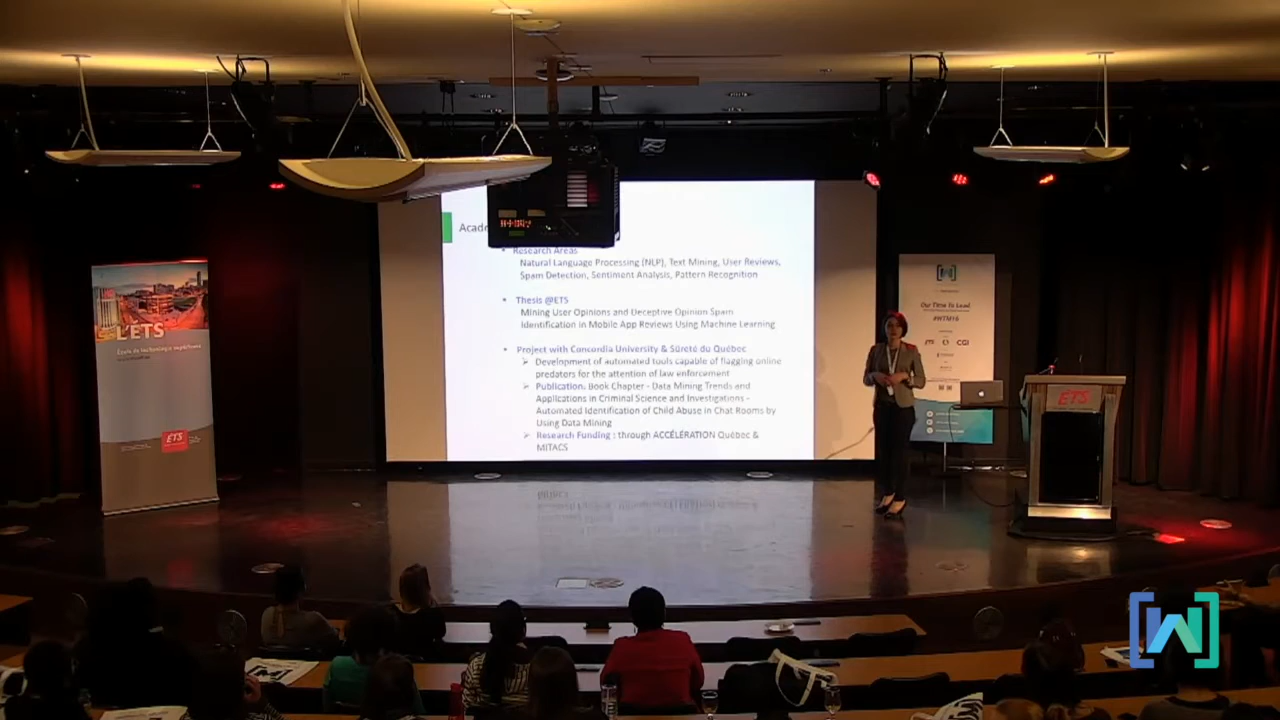 Acade
Research Areas
Natural Language Processing (NLP), Text Mining, User Reviews,
Spam Detection, Sentiment Analysis, Pattern Recognition
Thesis @ETS
Mining User Opinions and Deceptive Opinion Spam
Identification in Mobile App Reviews Using Machine Learning
Project with Concordia University & Sûreté du Québec
Development of automated tools capable of flagging online
predators for the attention of law enforcement
Publication. Book Chapter - Data Mining Trends and
Applications in Criminal Science and Investigations -
Automated Identification of Child Abuse in Chat Rooms by
Using Data Mining
Research Funding : through ACCÉLÉRATION Québec &
MITACS
L'ETS
École de technologie supérieure
ETS
Our Time To Lead
#WTM16
CGI
ETS
W